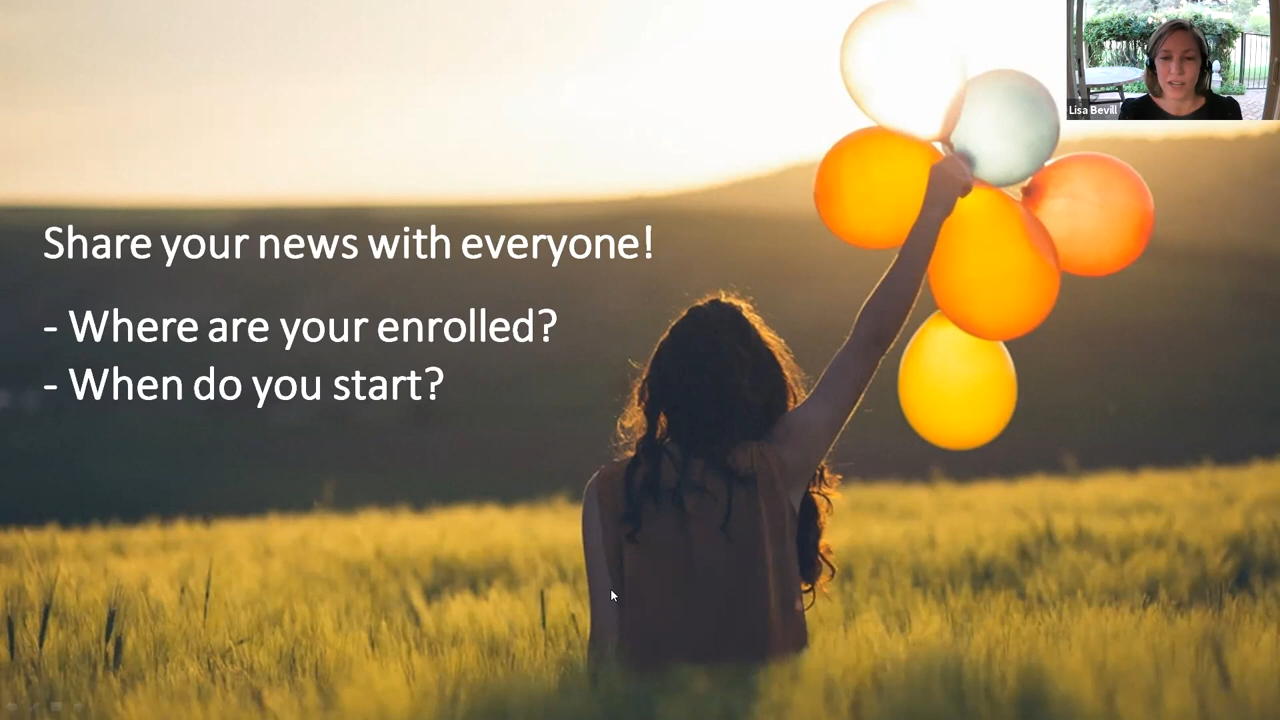 Lisa Bevill
Share your news with everyone!
- Where are your enrolled?
- When do you start?